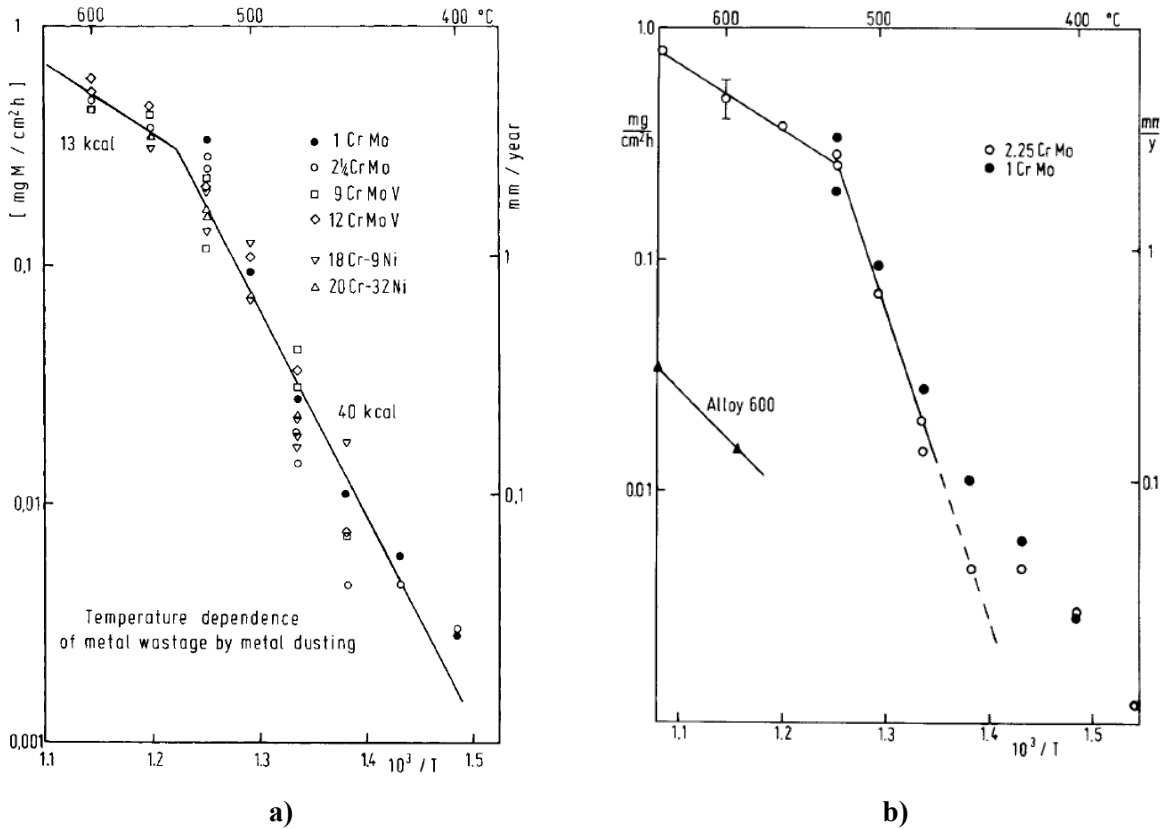 600 500 400 °C
1
0,1
0,01
0,001
[ mg M / cm²h ]
13 kcal
1 Cr Mo
2¼ Cr Mo
9 Cr Mo V
12 Cr Mo V
18 Cr-9Ni
20 Cr-32 Ni
40 kcal
Temperature dependence
of metal wastage by metal dusting
mm / year
1
0,1
1.1 1.2 1.3 1.4 1.5
10³ / T
a)
600 500 400 °C
1.0
mg
cm²h
0.1
0.01
2.25 Cr Mo
1 Cr Mo
Alloy 600
mm
y
1
0.1
1.1 1.2 1.3 1.4 1.5
10³ / T
b)